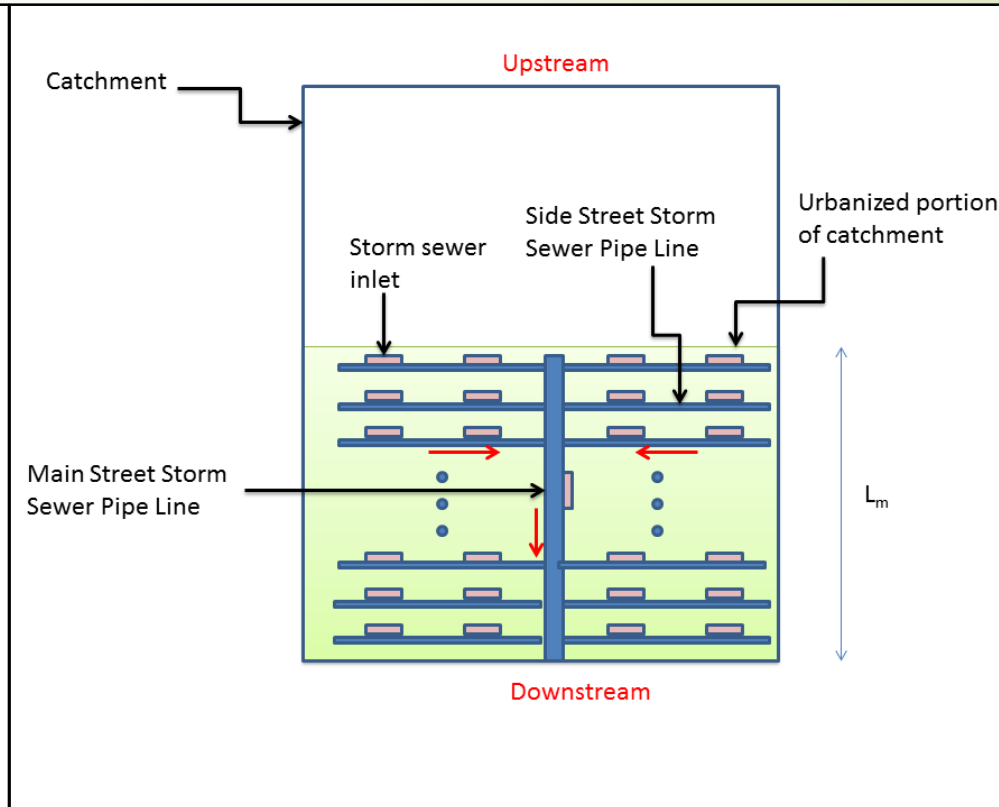 Upstream
Catchment
Urbanized portion
of catchment
Side Street Storm
Sewer Pipe Line
Storm sewer
inlet
Main Street Storm
Sewer Pipe Line
Lm
Downstream